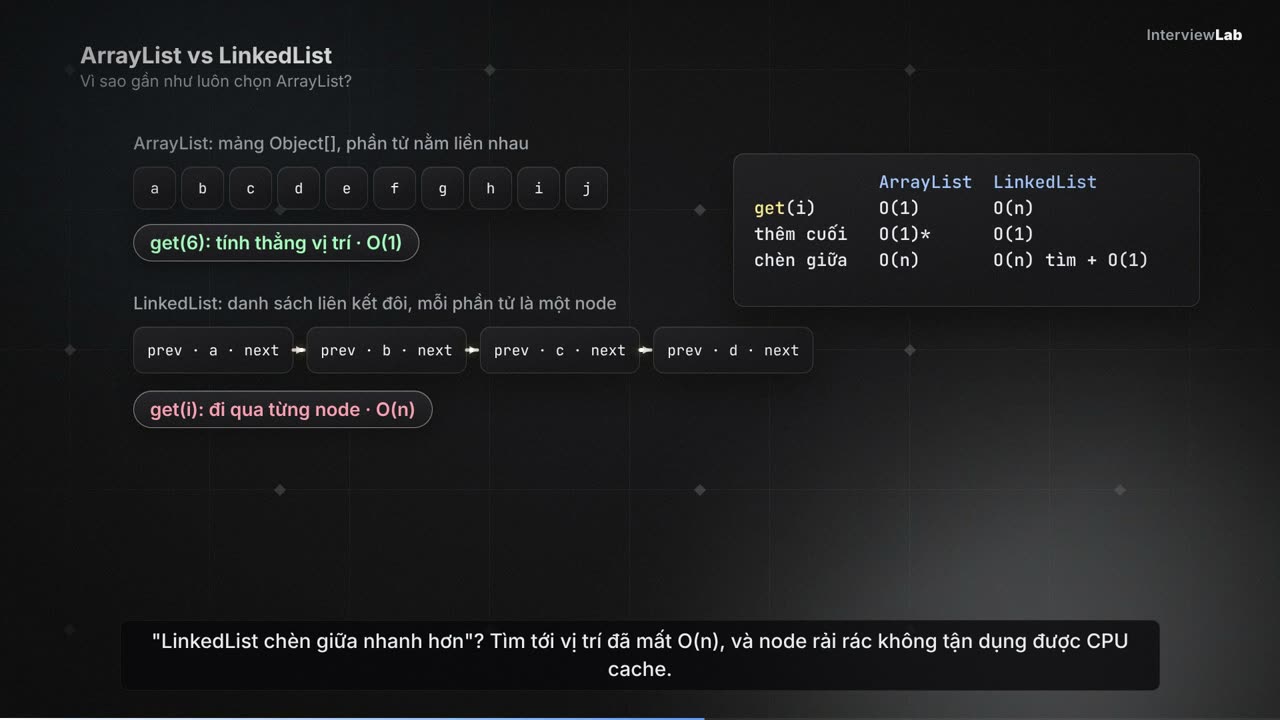 InterviewLab
ArrayList vs LinkedList
Vì sao gần như luôn chọn ArrayList?
ArrayList: mảng Object[], phần tử nằm liền nhau
a b c d e f g h i j
get(6): tính thẳng vị trí · O(1)
LinkedList: danh sách liên kết đôi, mỗi phần tử là một node
prev · a · next prev · b · next prev · c · next prev · d · next
get(i): đi qua từng node · O(n)
ArrayList LinkedList
get(i) O(1) O(n)
thêm cuối O(1)* O(1)
chèn giữa O(n) O(n) tìm + O(1)
"LinkedList chèn giữa nhanh hơn"? Tìm tới vị trí đã mất O(n), và node rải rác không tận dụng được CPU
cache.